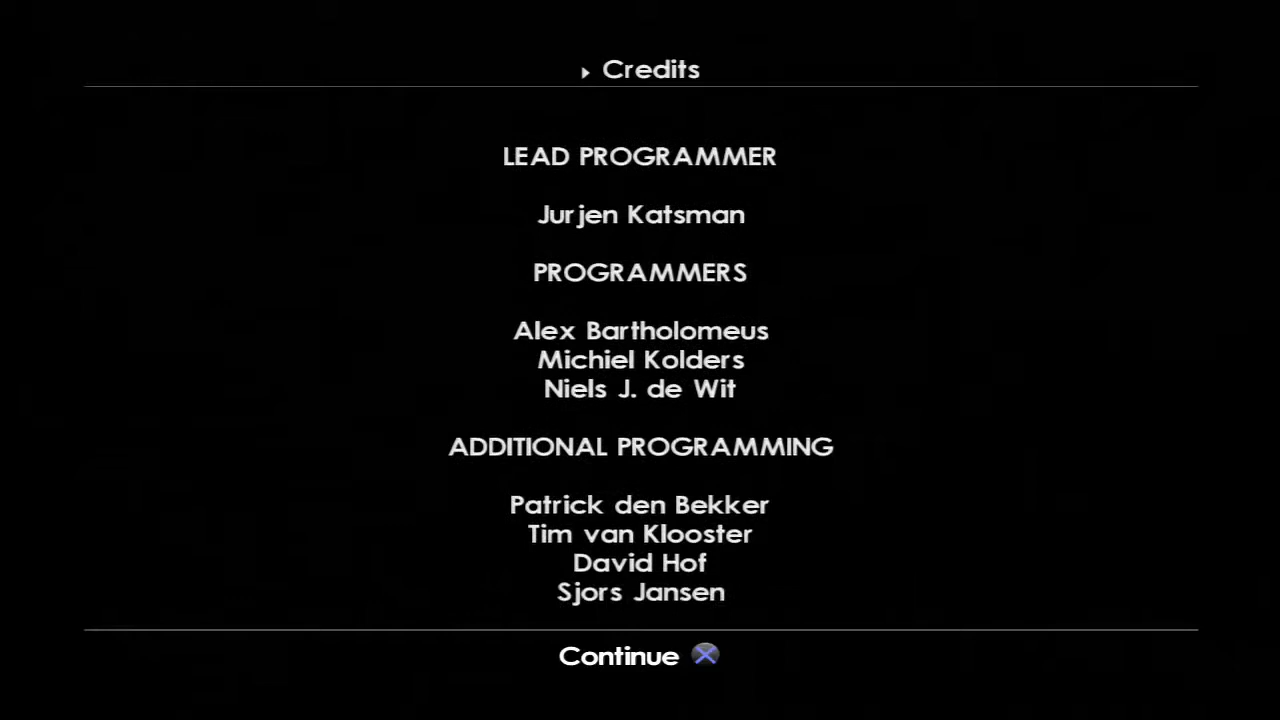 Credits
LEAD PROGRAMMER
Jurjen Katsman
PROGRAMMERS
Alex Bartholomeus
Michiel Kolders
Niels J. de Wit
ADDITIONAL PROGRAMMING
Patrick den Bekker
Tim van Klooster
David Hof
Sjors Jansen
Continue